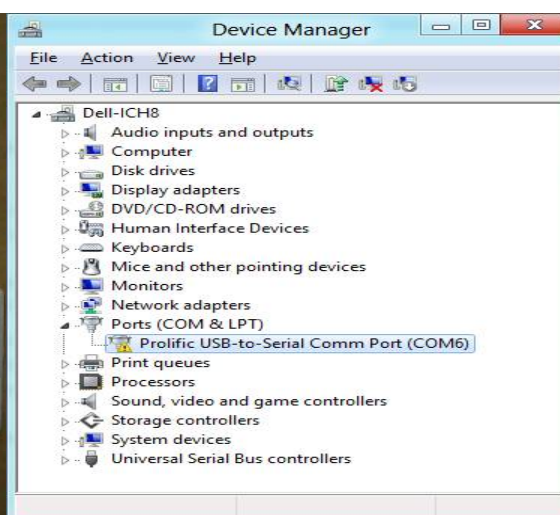 Device Manager
File Action View Help
Dell-ICH8
Audio inputs and outputs
Computer
Disk drives
Display adapters
DVD/CD-ROM drives
Human Interface Devices
Keyboards
Mice and other pointing devices
Monitors
Network adapters
Ports (COM & LPT)
Prolific USB-to-Serial Comm Port (COM6)
Print queues
Processors
Sound, video and game controllers
Storage controllers
System devices
Universal Serial Bus controllers